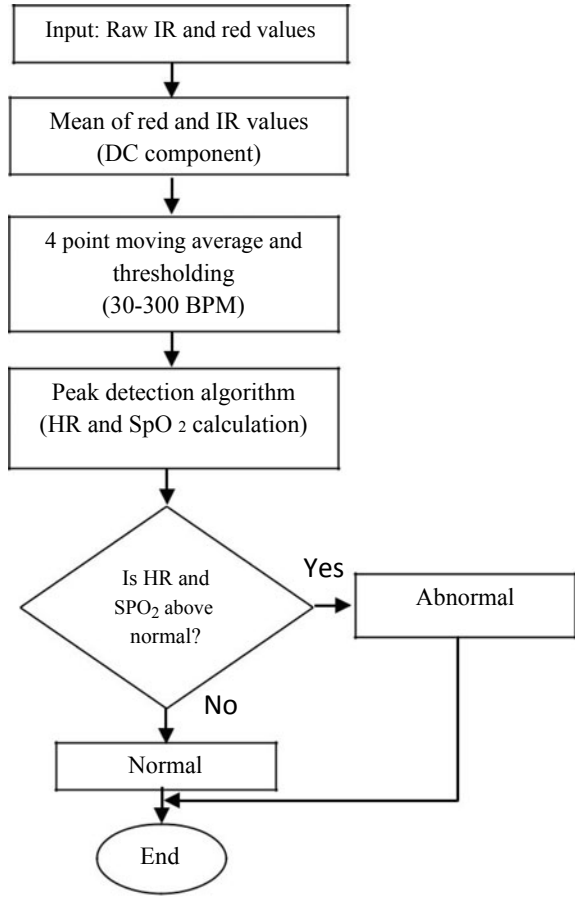 Input: Raw IR and red values
Mean of red and IR values
(DC component)
4 point moving average and
thresholding
(30-300 BPM)
Peak detection algorithm
(HR and SpO 2 calculation)
Is HR and
SPO2 above
normal?
Yes
Abnormal
No
Normal
End